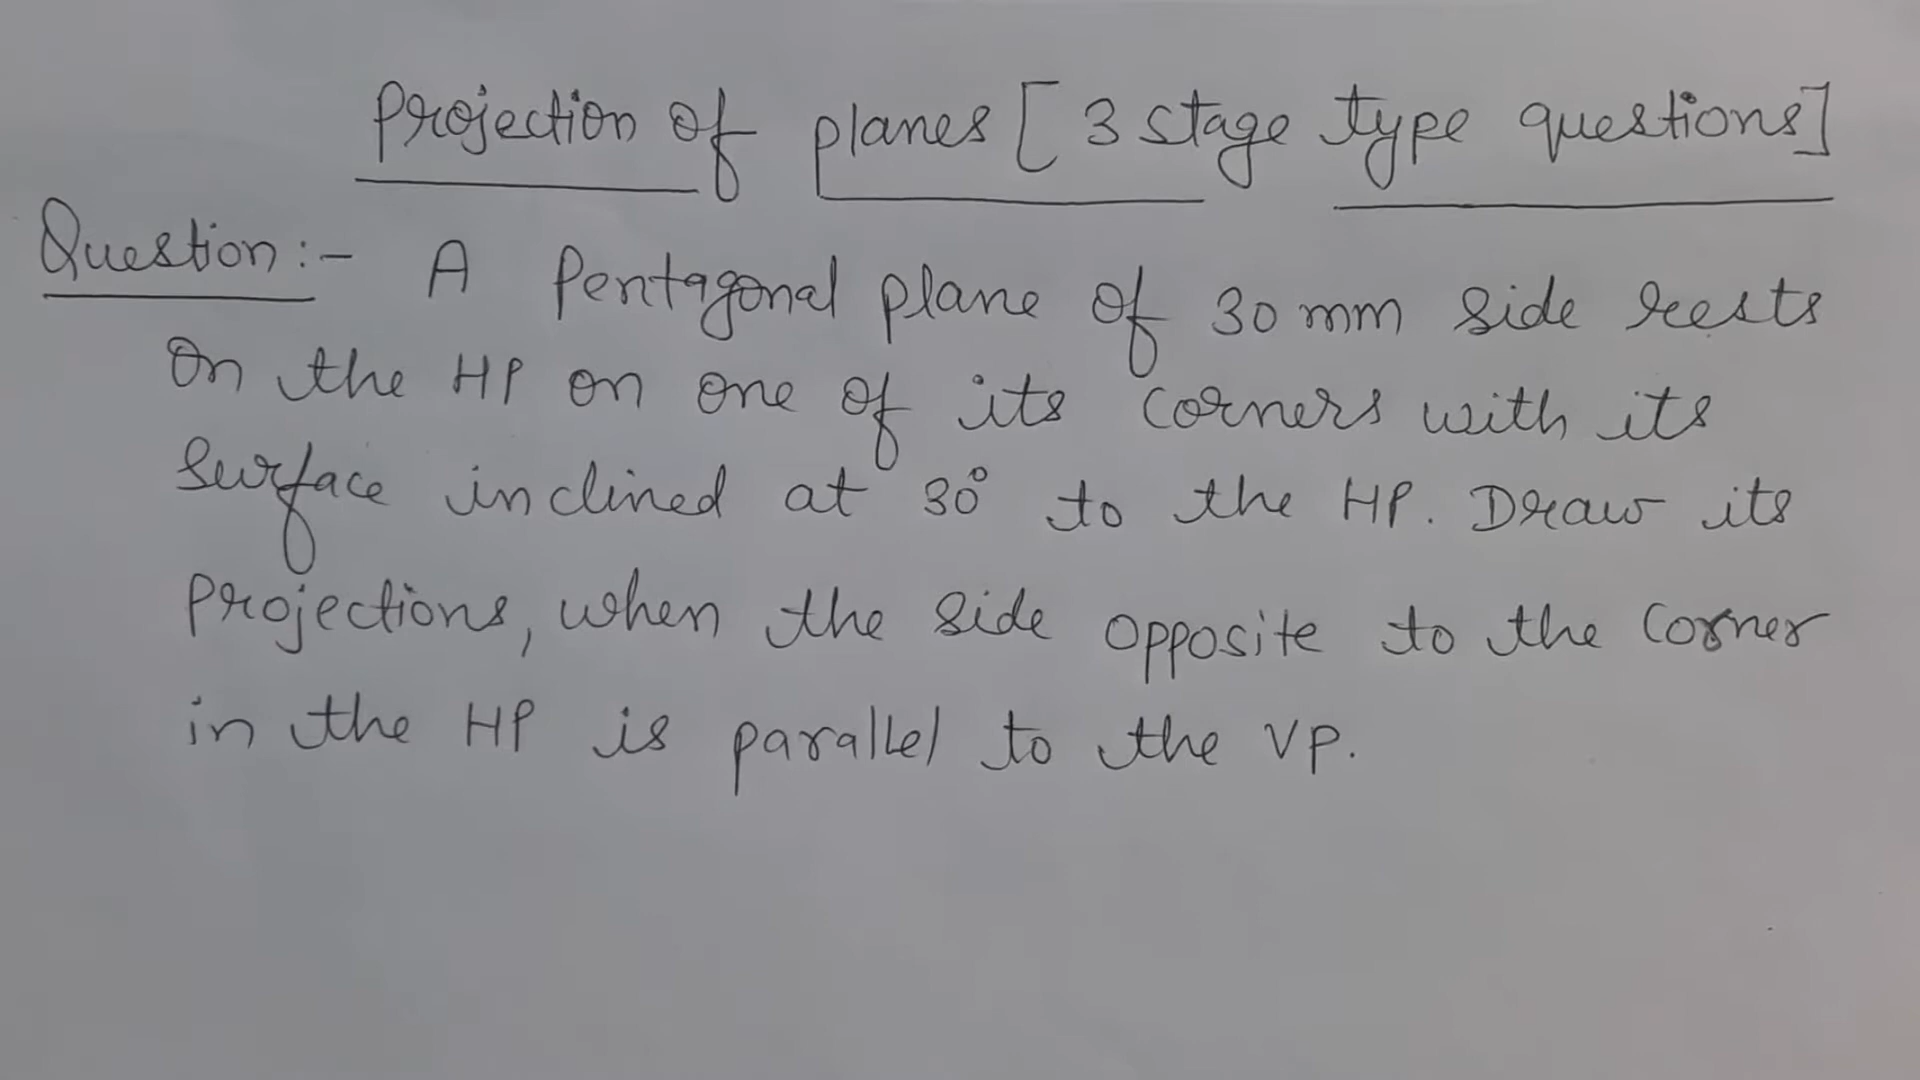 Projection of planes [3 stage type questions]
Question:- A Pentagonal plane of 30 mm side rests
on the HP on one of its corners with its
surface inclined at 30° to the HP. Draw its
projections, when the side opposite to the corner
in the HP is parallel to the VP.